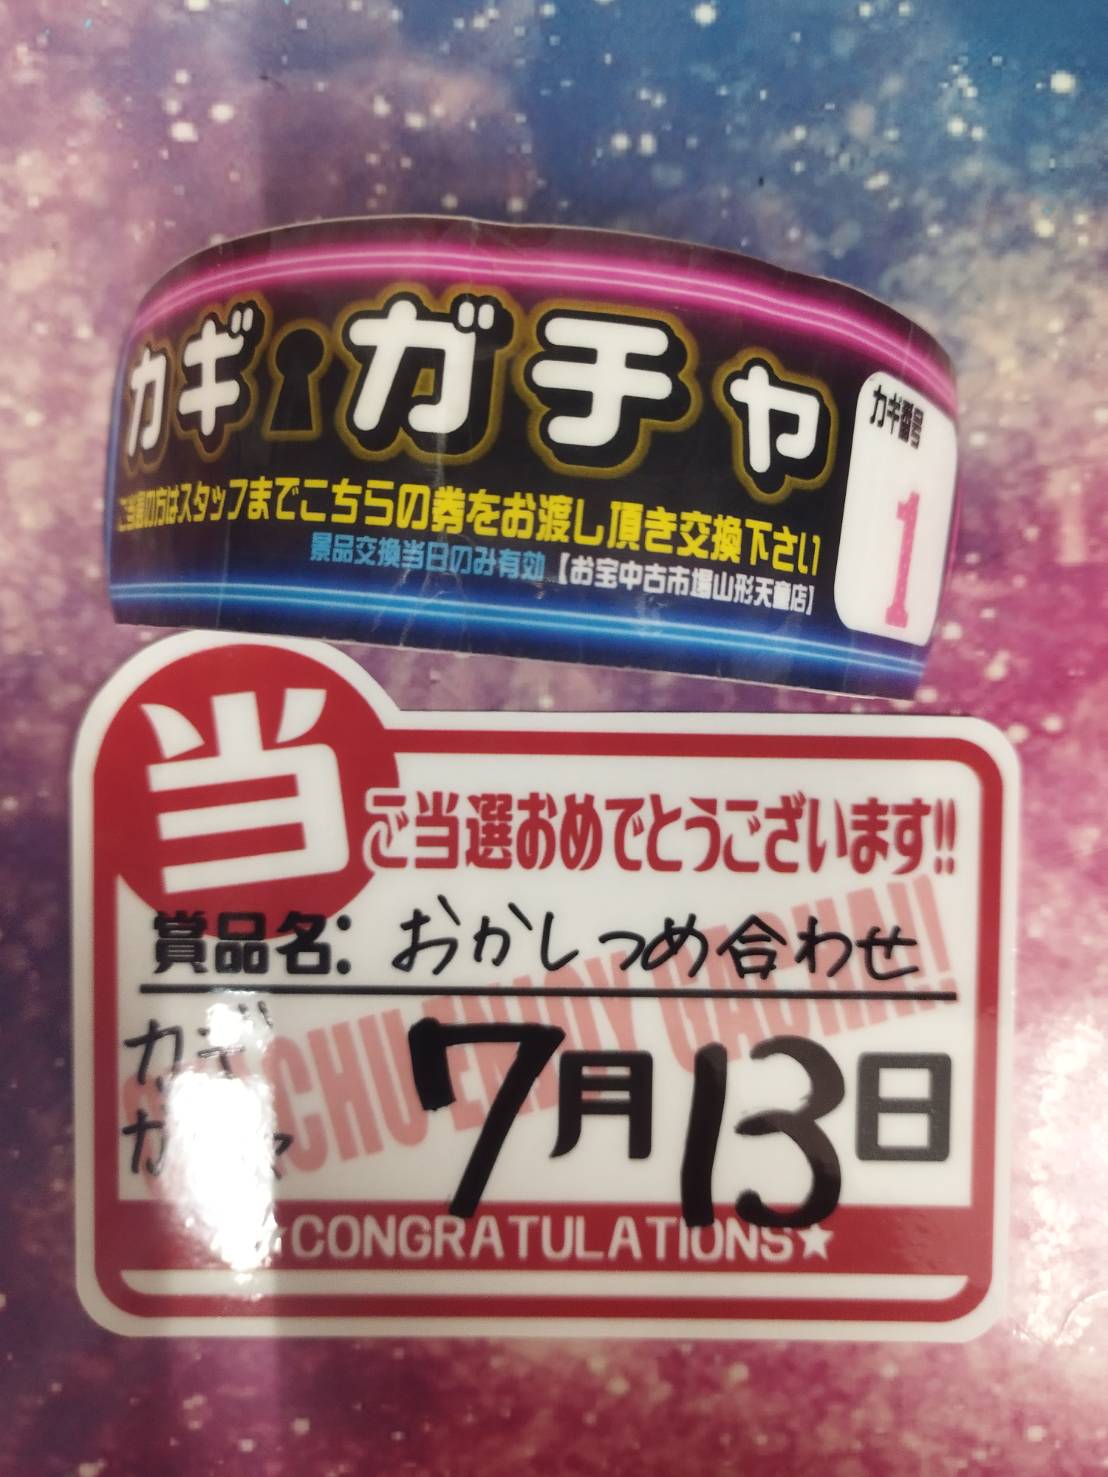 カギガチャ
カギ番号
1
ご当選の方はスタッフまでこちらの券をお渡し頂き交換下さい
景品交換当日のみ有効【お宝中古市場山形天童店】
当
ご当選おめでとうございます!!
賞品名: おかしつめ合わせ
カギ
7月13日
★CONGRATULATIONS★